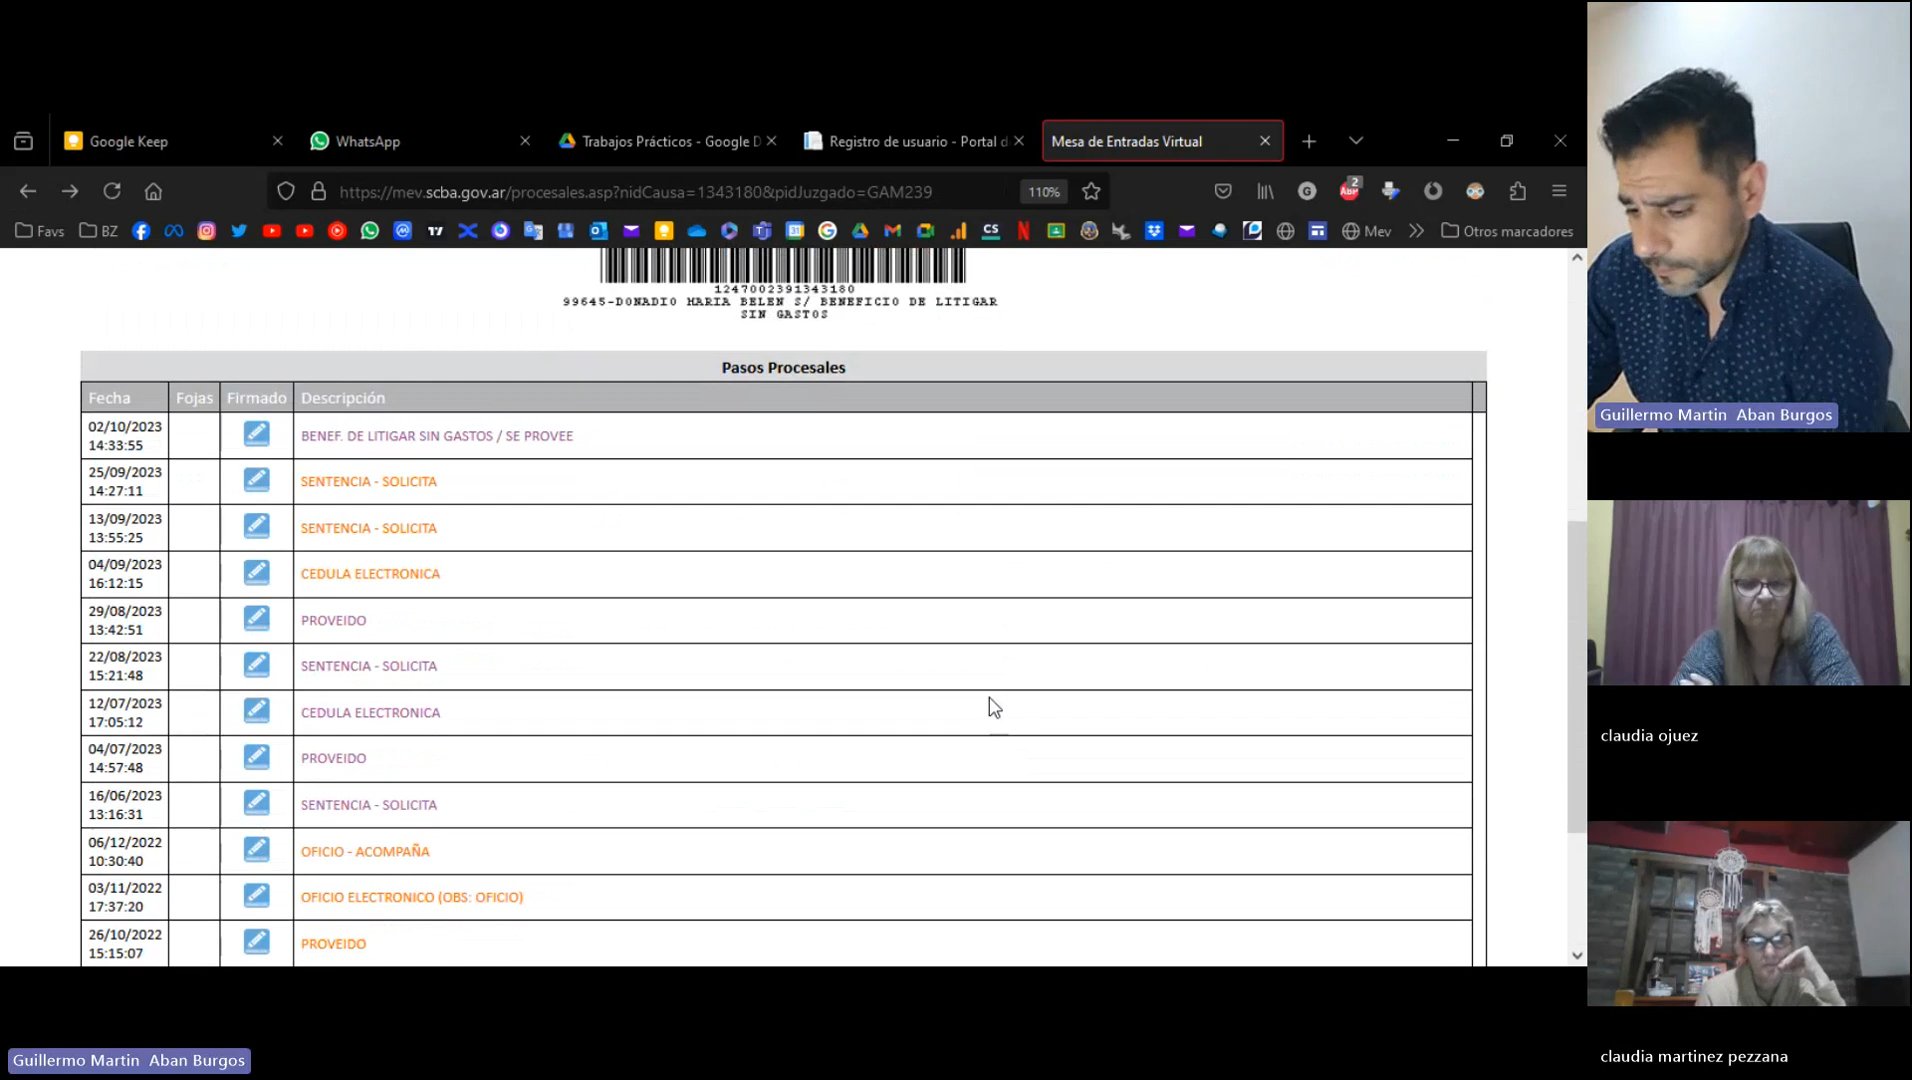 Google Keep
WhatsApp
Trabajos Prácticos - Google D
Registro de usuario - Portal d
Mesa de Entradas Virtual
https://mev.scba.gov.ar/procesales.asp?nidCausa=1343180&pidJuzgado=GAM239
110%
G
ABP
2
Favs
BZ
CS
Mev
Otros marcadores
1247002391343180
99645-DONADIO MARIA BELEN S/ BENEFICIO DE LITIGAR
SIN GASTOS
Pasos Procesales
Fecha Fojas Firmado Descripción
02/10/2023
14:33:55
BENEF. DE LITIGAR SIN GASTOS / SE PROVEE
25/09/2023
14:27:11
SENTENCIA - SOLICITA
13/09/2023
13:55:25
SENTENCIA - SOLICITA
04/09/2023
16:12:15
CEDULA ELECTRONICA
29/08/2023
13:42:51
PROVEIDO
22/08/2023
15:21:48
SENTENCIA - SOLICITA
12/07/2023
17:05:12
CEDULA ELECTRONICA
04/07/2023
14:57:48
PROVEIDO
16/06/2023
13:16:31
SENTENCIA - SOLICITA
06/12/2022
10:30:40
OFICIO - ACOMPAÑA
03/11/2022
17:37:20
OFICIO ELECTRONICO (OBS: OFICIO)
26/10/2022
15:15:07
PROVEIDO
Guillermo Martin Aban Burgos
claudia ojuez
claudia martinez pezzana
Guillermo Martin Aban Burgos